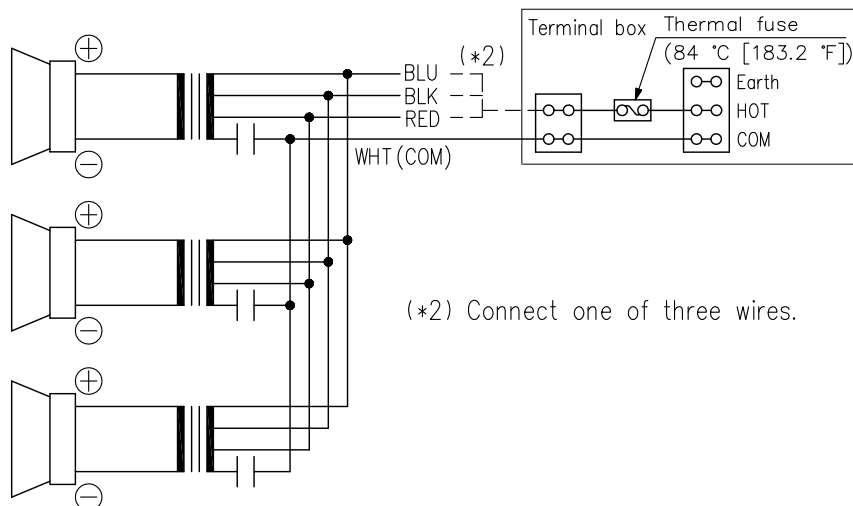 Terminal box
Thermal fuse
(84 °C [183.2 °F])
(*2)
BLU
BLK
RED
WHT(COM)
Earth
HOT
COM
(*2) Connect one of three wires.
+
−
+
−
+
−